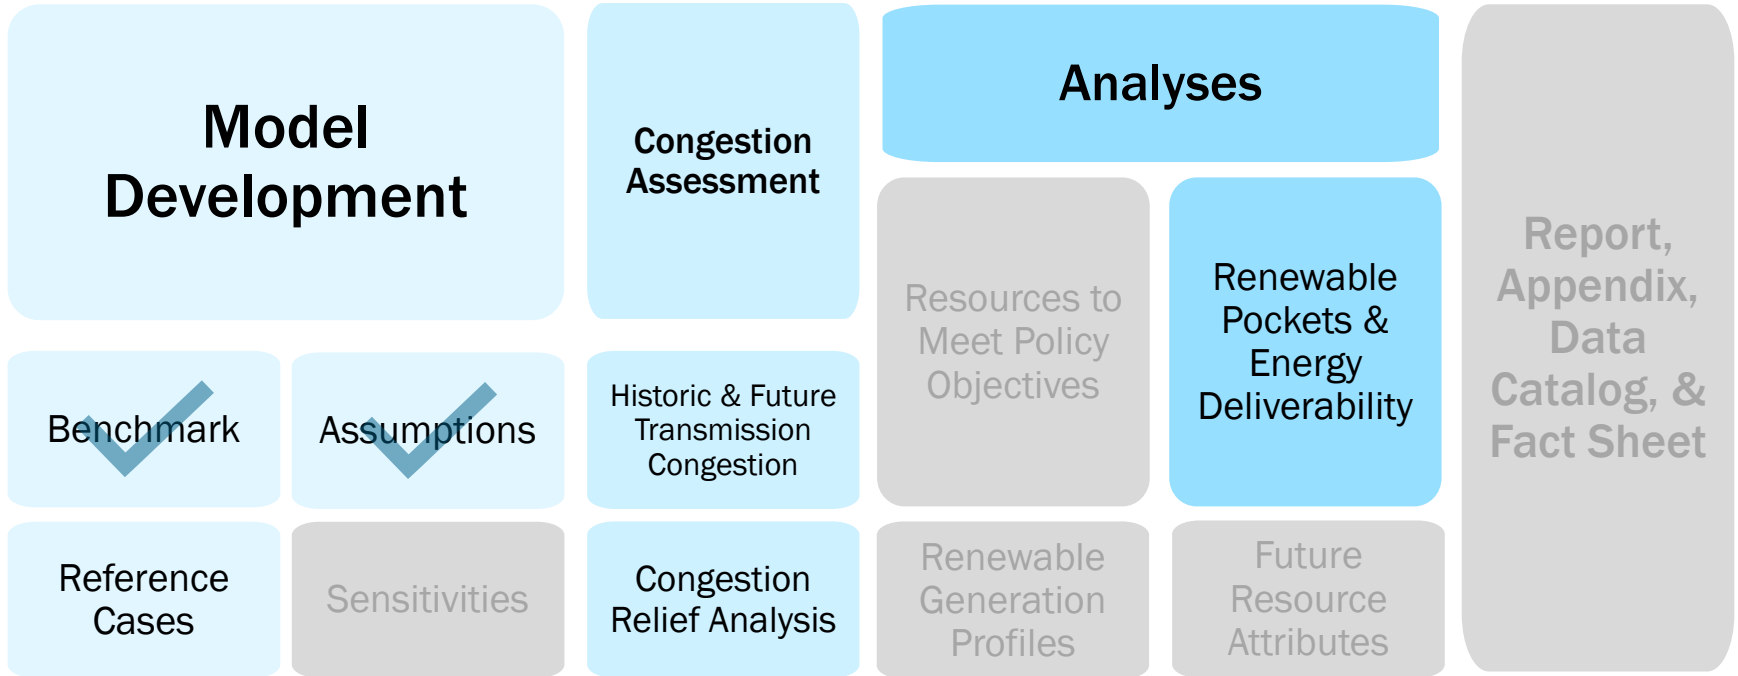 Model
Development
Benchmark
Assumptions
Reference
Cases
Sensitivities
Congestion
Assessment
Historic & Future
Transmission
Congestion
Congestion
Relief Analysis
Analyses
Resources to
Meet Policy
Objectives
Renewable
Pockets &
Energy
Deliverability
Renewable
Generation
Profiles
Future
Resource
Attributes
Report,
Appendix,
Data
Catalog, &
Fact Sheet